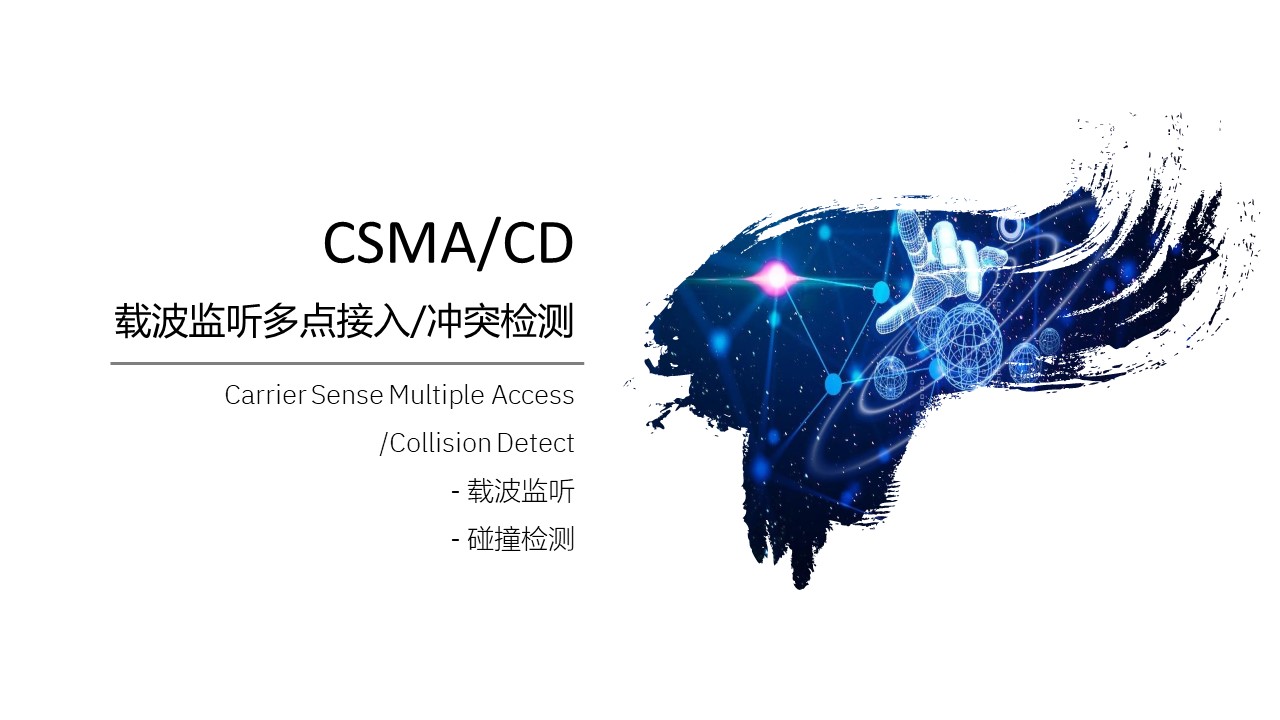 CSMA/CD
载波监听多点接入/冲突检测
Carrier Sense Multiple Access
/Collision Detect
- 载波监听
- 碰撞检测